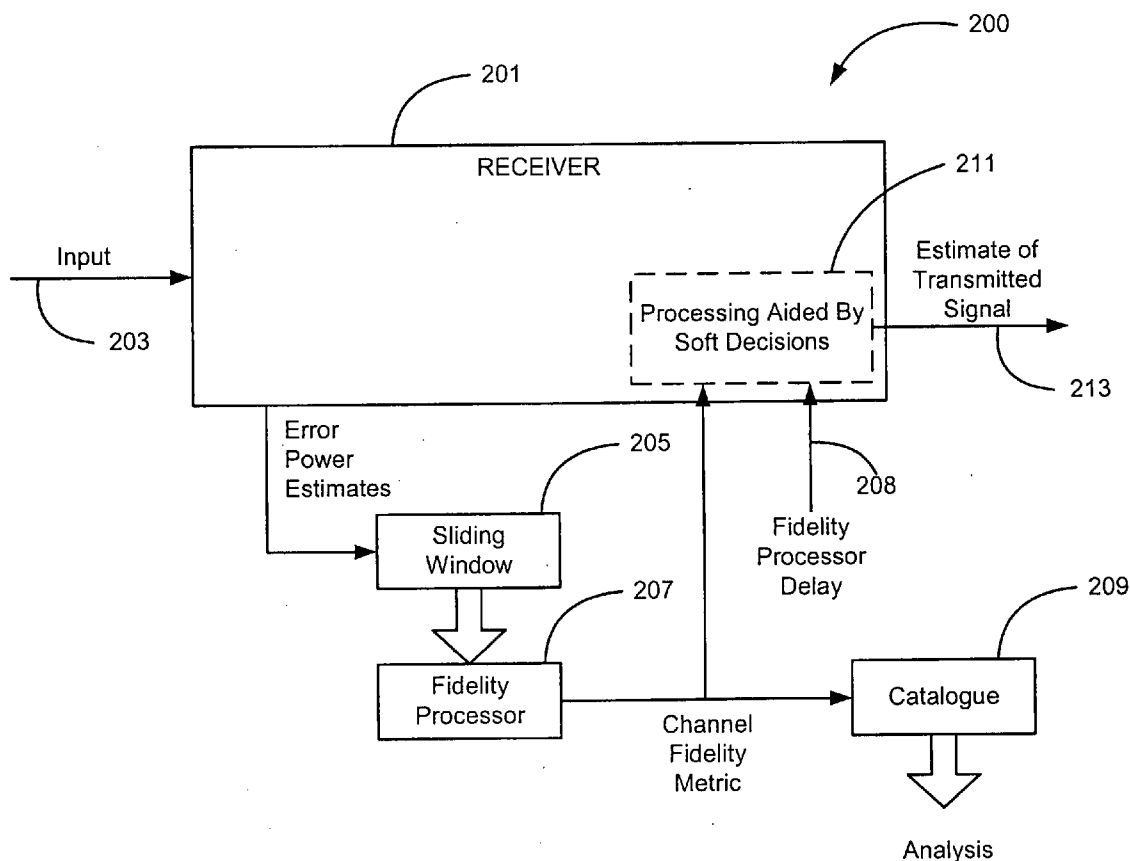 200
201
RECEIVER
211
Input
Estimate of
Transmitted
Signal
Processing Aided By
Soft Decisions
203
213
Error
Power
Estimates
205
208
Sliding
Window
Fidelity
Processor
Delay
207
209
Fidelity
Processor
Catalogue
Channel
Fidelity
Metric
Analysis